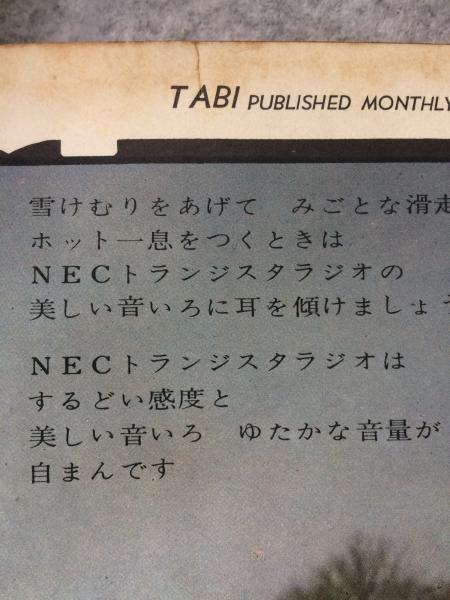 TABI PUBLISHED MONTHLY
雪けむりをあげて　みごとな滑走
ホット一息をつくときは
NECトランジスタラジオの
美しい音いろに耳を傾けましょう
NECトランジスタラジオは
するどい感度と
美しい音いろ　ゆたかな音量が
自まんです